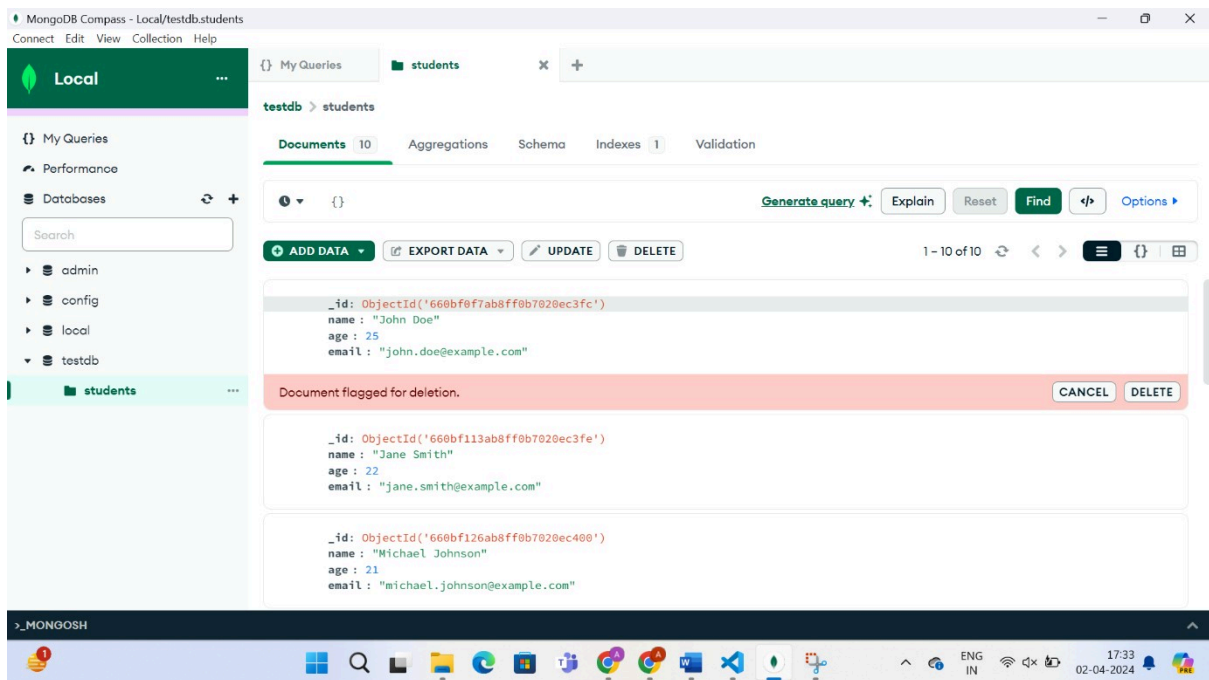 MongoDB Compass - Local/testdb.students
Connect Edit View Collection Help
Local
{} My Queries
Performance
Databases
Search
admin
config
local
testdb
students
{} My Queries
students
testdb > students
Documents 10 Aggregations Schema Indexes 1 Validation
{}
Generate query Explain Reset Find </> Options
ADD DATA EXPORT DATA UPDATE DELETE
1 – 10 of 10 {}
_id: ObjectId('660bf0f7ab8ff0b7020ec3fc')
name : "John Doe"
age : 25
email : "john.doe@example.com"
Document flagged for deletion. CANCEL DELETE
_id: ObjectId('660bf113ab8ff0b7020ec3fe')
name : "Jane Smith"
age : 22
email : "jane.smith@example.com"
_id: ObjectId('660bf126ab8ff0b7020ec400')
name : "Michael Johnson"
age : 21
email : "michael.johnson@example.com"
>_MONGOSH
1
ENG
IN
17:33
02-04-2024
PRE